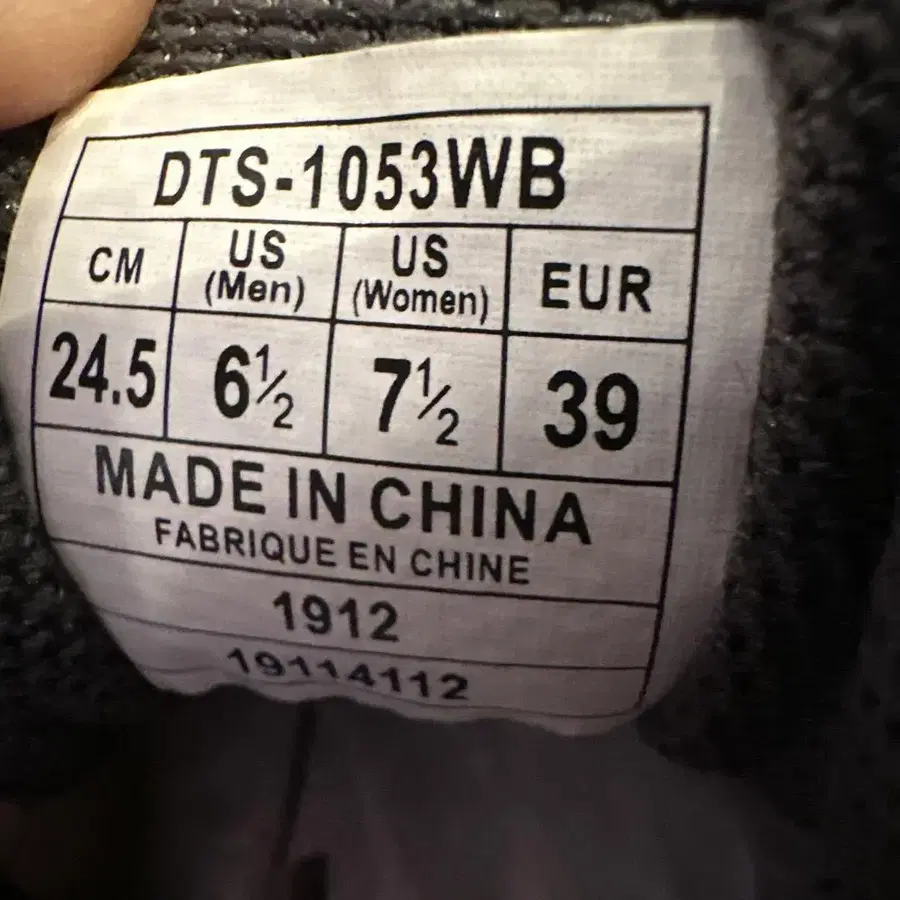 DTS-1053WB
CM US (Men) US (Women) EUR
24.5 6½ 7½ 39
MADE IN CHINA
FABRIQUE EN CHINE
1912
19114112